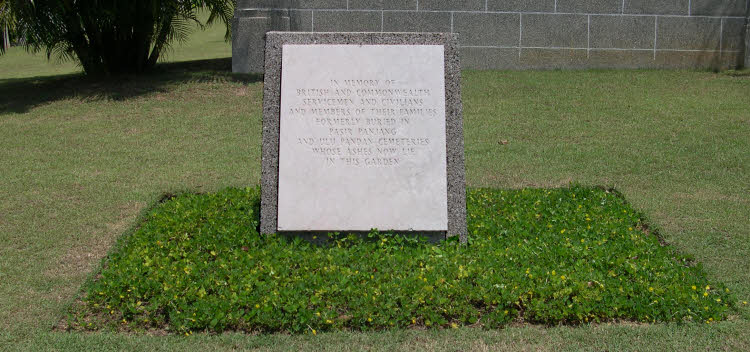 IN MEMORY OF
BRITISH AND COMMONWEALTH
SERVICEMEN AND CIVILIANS
AND MEMBERS OF THEIR FAMILIES
FORMERLY BURIED IN
PASIR PANJANG
AND ULU PANDAN CEMETERIES
WHOSE ASHES NOW LIE
IN THIS GARDEN